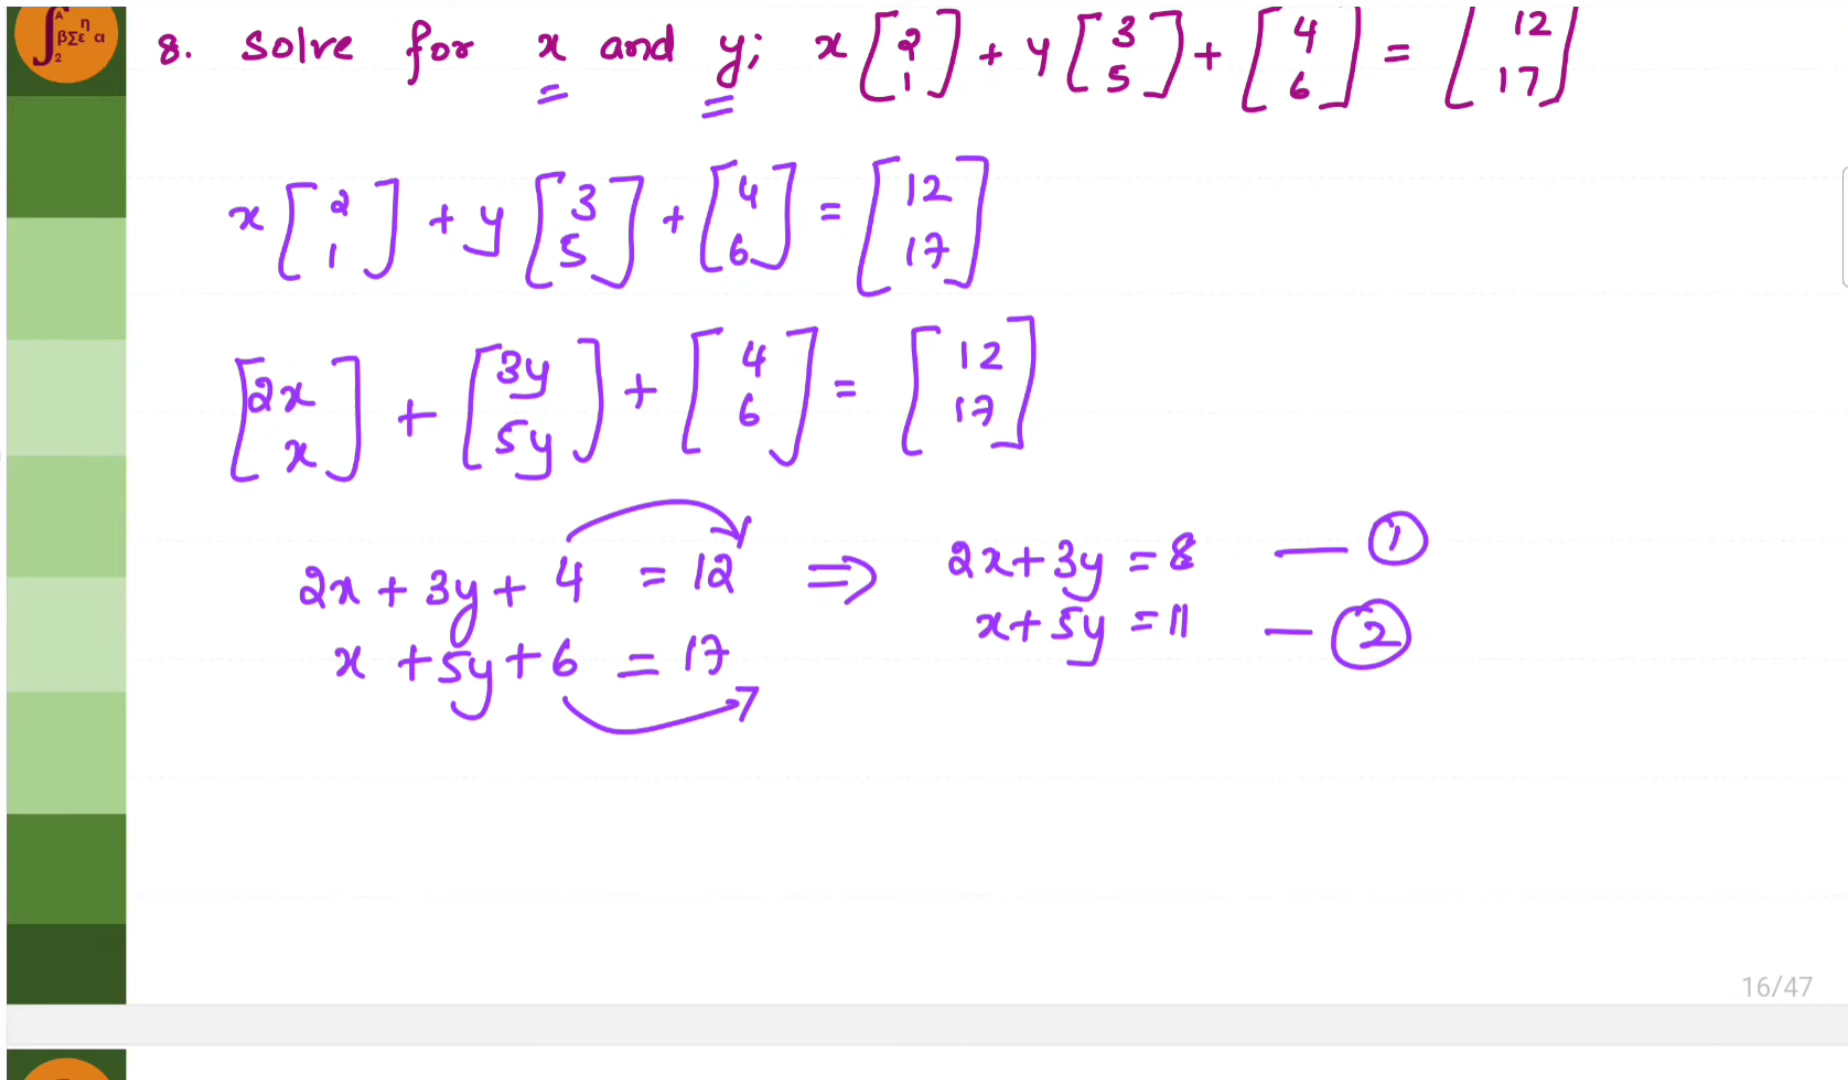 ∫ A 2 βΣε η α
8. Solve for x and y; x [2 1] + y [3 5] + [4 6] = [12 17]
x [2 1] + y [3 5] + [4 6] = [12 17]
[2x x] + [3y 5y] + [4 6] = [12 17]
2x + 3y + 4 = 12 ⇒ 2x + 3y = 8 — ①
x + 5y + 6 = 17 x + 5y = 11 — ②
16/47